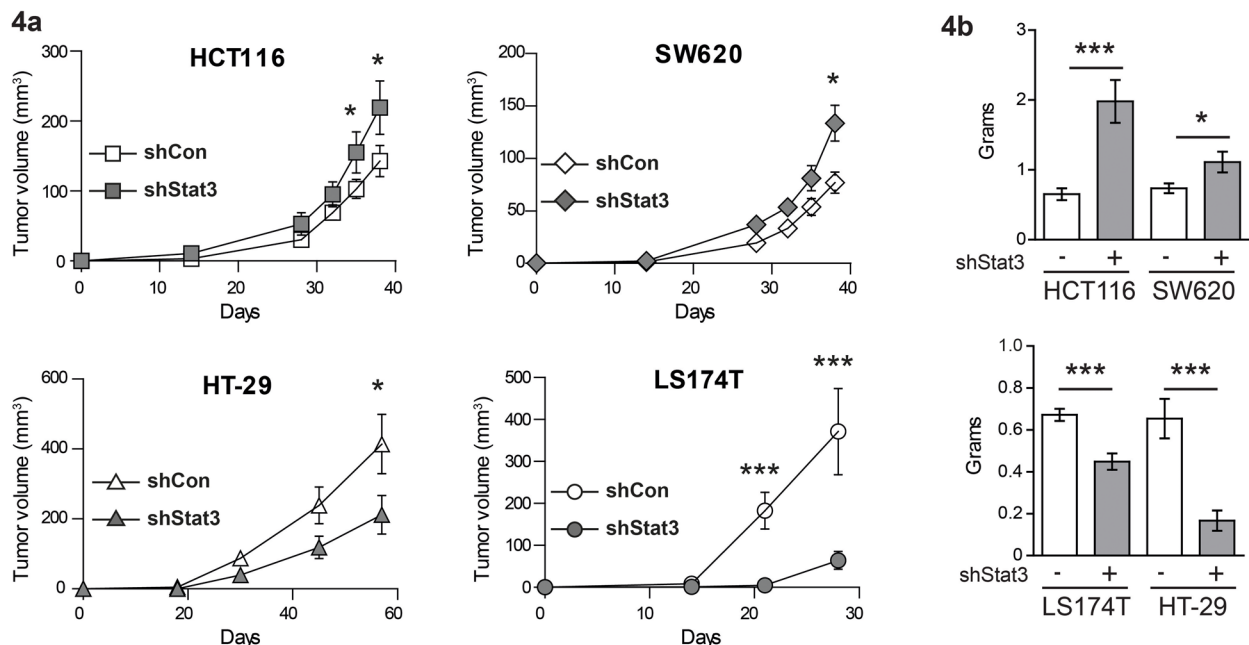 4a
HCT116
Tumor volume (mm³)
300
200
100
0
*
*
shCon
shStat3
0 10 20 30 40
Days
SW620
Tumor volume (mm³)
200
150
100
50
0
*
shCon
shStat3
0 10 20 30 40
Days
HT-29
Tumor volume (mm³)
600
400
200
0
*
shCon
shStat3
0 20 40 60
Days
LS174T
Tumor volume (mm³)
500
400
300
200
100
0
***
***
shCon
shStat3
0 10 20 30
Days
4b
Grams
3
2
1
0
***
*
shStat3 - + - +
HCT116 SW620
Grams
1.0
0.8
0.6
0.4
0.2
0
***
***
shStat3 - + - +
LS174T HT-29